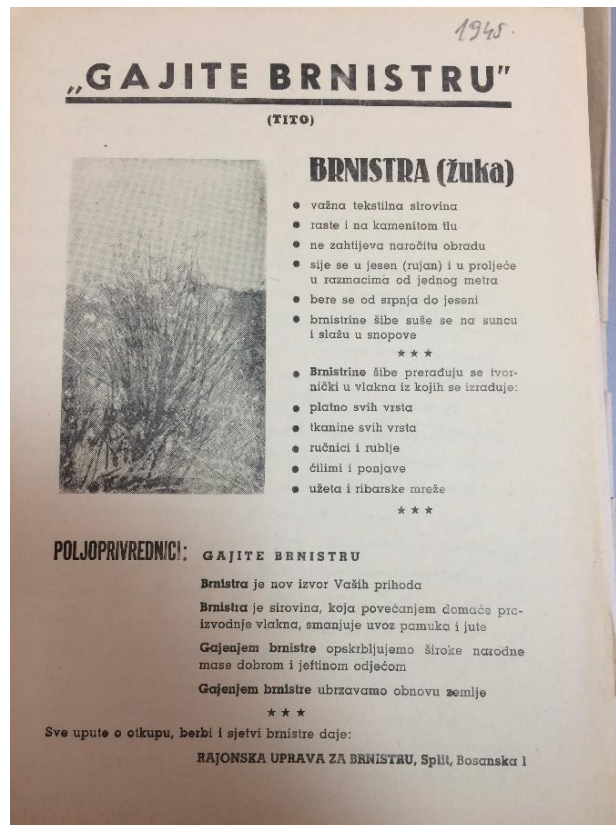 1945.
„GAJITE BRNISTRU"
(TITO)
BRNISTRA (žuka)
● važna tekstilna sirovina
● raste i na kamenitom tlu
● ne zahtijeva naročitu obradu
● sije se u jesen (rujan) i u proljeće
u razmacima od jednog metra
● bere se od srpnja do jeseni
● brnistrine šibe suše se na suncu
i slažu u snopove
★ ★ ★
● Brnistrine šibe prerađuju se tvor-
nički u vlakna iz kojih se izrađuje:
● platno svih vrsta
● tkanine svih vrsta
● ručnici i rublje
● ćilimi i ponjave
● užeta i ribarske mreže
★ ★ ★
POLJOPRIVREDNICI: GAJITE BRNISTRU
Brnistra je nov izvor Vaših prihoda
Brnistra je sirovina, koja povećanjem domaće pro-
izvodnje vlakna, smanjuje uvoz pamuka i jute
Gajenjem brnistre opskrbljujemo široke narodne
mase dobrom i jeftinom odjećom
Gajenjem brnistre ubrzavamo obnovu zemlje
★ ★ ★
Sve upute o otkupu, berbi i sjetvi brnistre daje:
RAJONSKA UPRAVA ZA BRNISTRU, Split, Bosanska 1